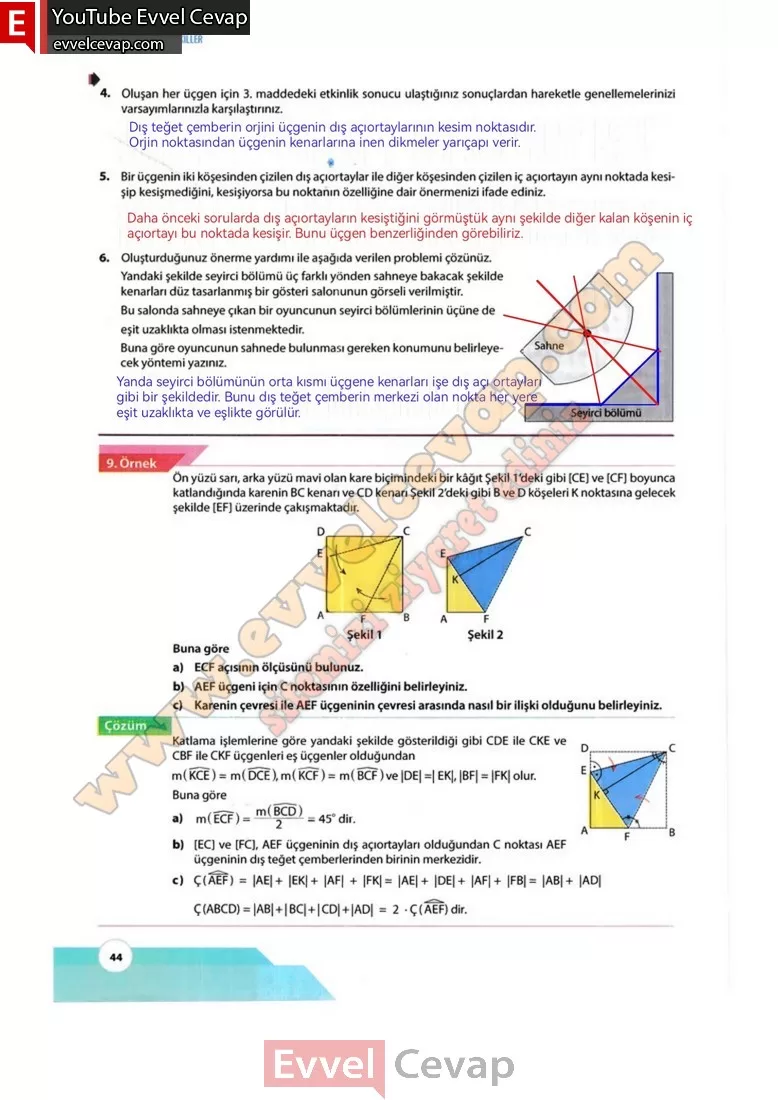 E YouTube Evvel Cevap
evvelcevap.com
4. Oluşan her üçgen için 3. maddedeki etkinlik sonucu ulaştığınız sonuçlardan hareketle genellemelerinizi
varsayımlarınızla karşılaştırınız.
Dış teğet çemberin orjini üçgenin dış açıortaylarının kesim noktasıdır.
Orjin noktasından üçgenin kenarlarına inen dikmeler yarıçapı verir.
5. Bir üçgenin iki köşesinden çizilen dış açıortaylar ile diğer köşesinden çizilen iç açıortayın aynı noktada kesi-
şip kesişmediğini, kesişiyorsa bu noktanın özelliğine dair önermenizi ifade ediniz.
Daha önceki sorularda dış açıortayların kesiştiğini görmüştük aynı şekilde diğer kalan köşenin iç
açıortayı bu noktada kesişir. Bunu üçgen benzerliğinden görebiliriz.
6. Oluşturduğunuz önerme yardımı ile aşağıda verilen problemi çözünüz.
Yandaki şekilde seyirci bölümü üç farklı yönden sahneye bakacak şekilde
kenarları düz tasarlanmış bir gösteri salonunun görseli verilmiştir.
Bu salonda sahneye çıkan bir oyuncunun seyirci bölümlerinin üçüne de
eşit uzaklıkta olması istenmektedir.
Buna göre oyuncunun sahnede bulunması gereken konumunu belirleye-
cek yöntemi yazınız.
Yanda seyirci bölümünün orta kısmı üçgene kenarları işe dış açı ortayları
gibi bir şekildedir. Bunu dış teğet çemberin merkezi olan nokta her yere
eşit uzaklıkta ve eşlikte görülür.
Sahne
Seyirci bölümü
9. Örnek
Ön yüzü sarı, arka yüzü mavi olan kare biçimindeki bir kâğıt Şekil 1'deki gibi [CE] ve [CF] boyunca
katlandığında karenin BC kenarı ve CD kenarı Şekil 2'deki gibi B ve D köşeleri K noktasına gelecek
şekilde [EF] üzerinde çakışmaktadır.
D C C
E E
K
A F B A F
Şekil 1 Şekil 2
Buna göre
a) ECF açısının ölçüsünü bulunuz.
b) AEF üçgeni için C noktasının özelliğini belirleyiniz.
c) Karenin çevresi ile AEF üçgeninin çevresi arasında nasıl bir ilişki olduğunu belirleyiniz.
Çözüm
Katlama işlemlerine göre yandaki şekilde gösterildiği gibi CDE ile CKE ve
CBF ile CKF üçgenleri eş üçgenler olduğundan
m(KCE) = m(DCE), m(KCF) = m(BCF) ve |DE| =| EK|, |BF| = |FK| olur.
Buna göre
a) m(ECF) = m(BCD)/2 = 45° dir.
b) [EC] ve [FC], AEF üçgeninin dış açıortayları olduğundan C noktası AEF
üçgeninin dış teğet çemberlerinden birinin merkezidir.
D C
E
K
A F B
c) Ç(AEF) = |AE| + |EK| + |AF| + |FK| = |AE| + |DE| + |AF| + |FB| = |AB| + |AD|
Ç(ABCD) = |AB| + |BC| + |CD| + |AD| = 2 · Ç(AEF) dir.
44
www.evvelcevap.com
sitemizi ziyaret ediniz
Evvel Cevap